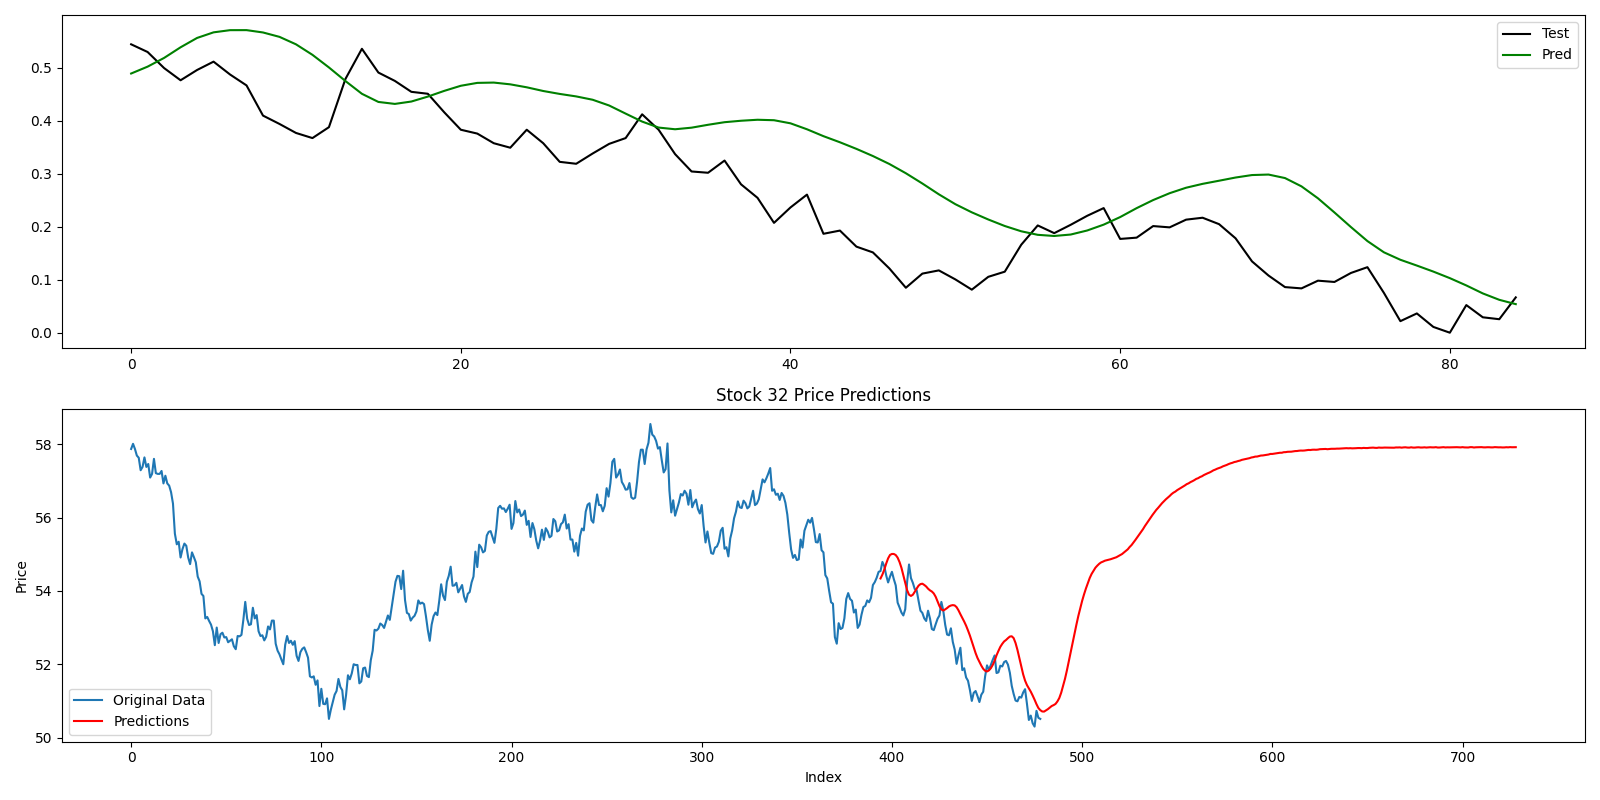 Test
Pred
0.5
0.4
0.3
0.2
0.1
0.0
0 20 40 60 80
Stock 32 Price Predictions
58
56
54
52
50
Price
Original Data
Predictions
0 100 200 300 400 500 600 700
Index